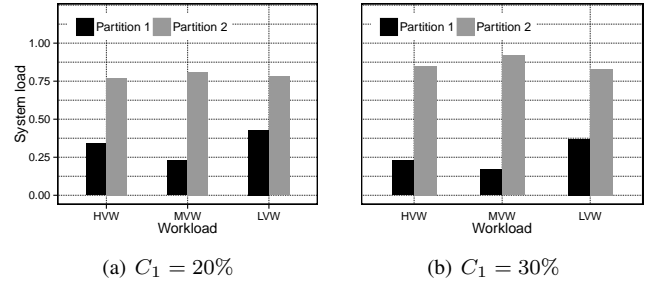 Partition 1 Partition 2
Partition 1 Partition 2
System load
1.00
0.75
0.50
0.25
0.00
HVW MVW LVW
HVW MVW LVW
Workload
Workload
(a) C₁ = 20%
(b) C₁ = 30%